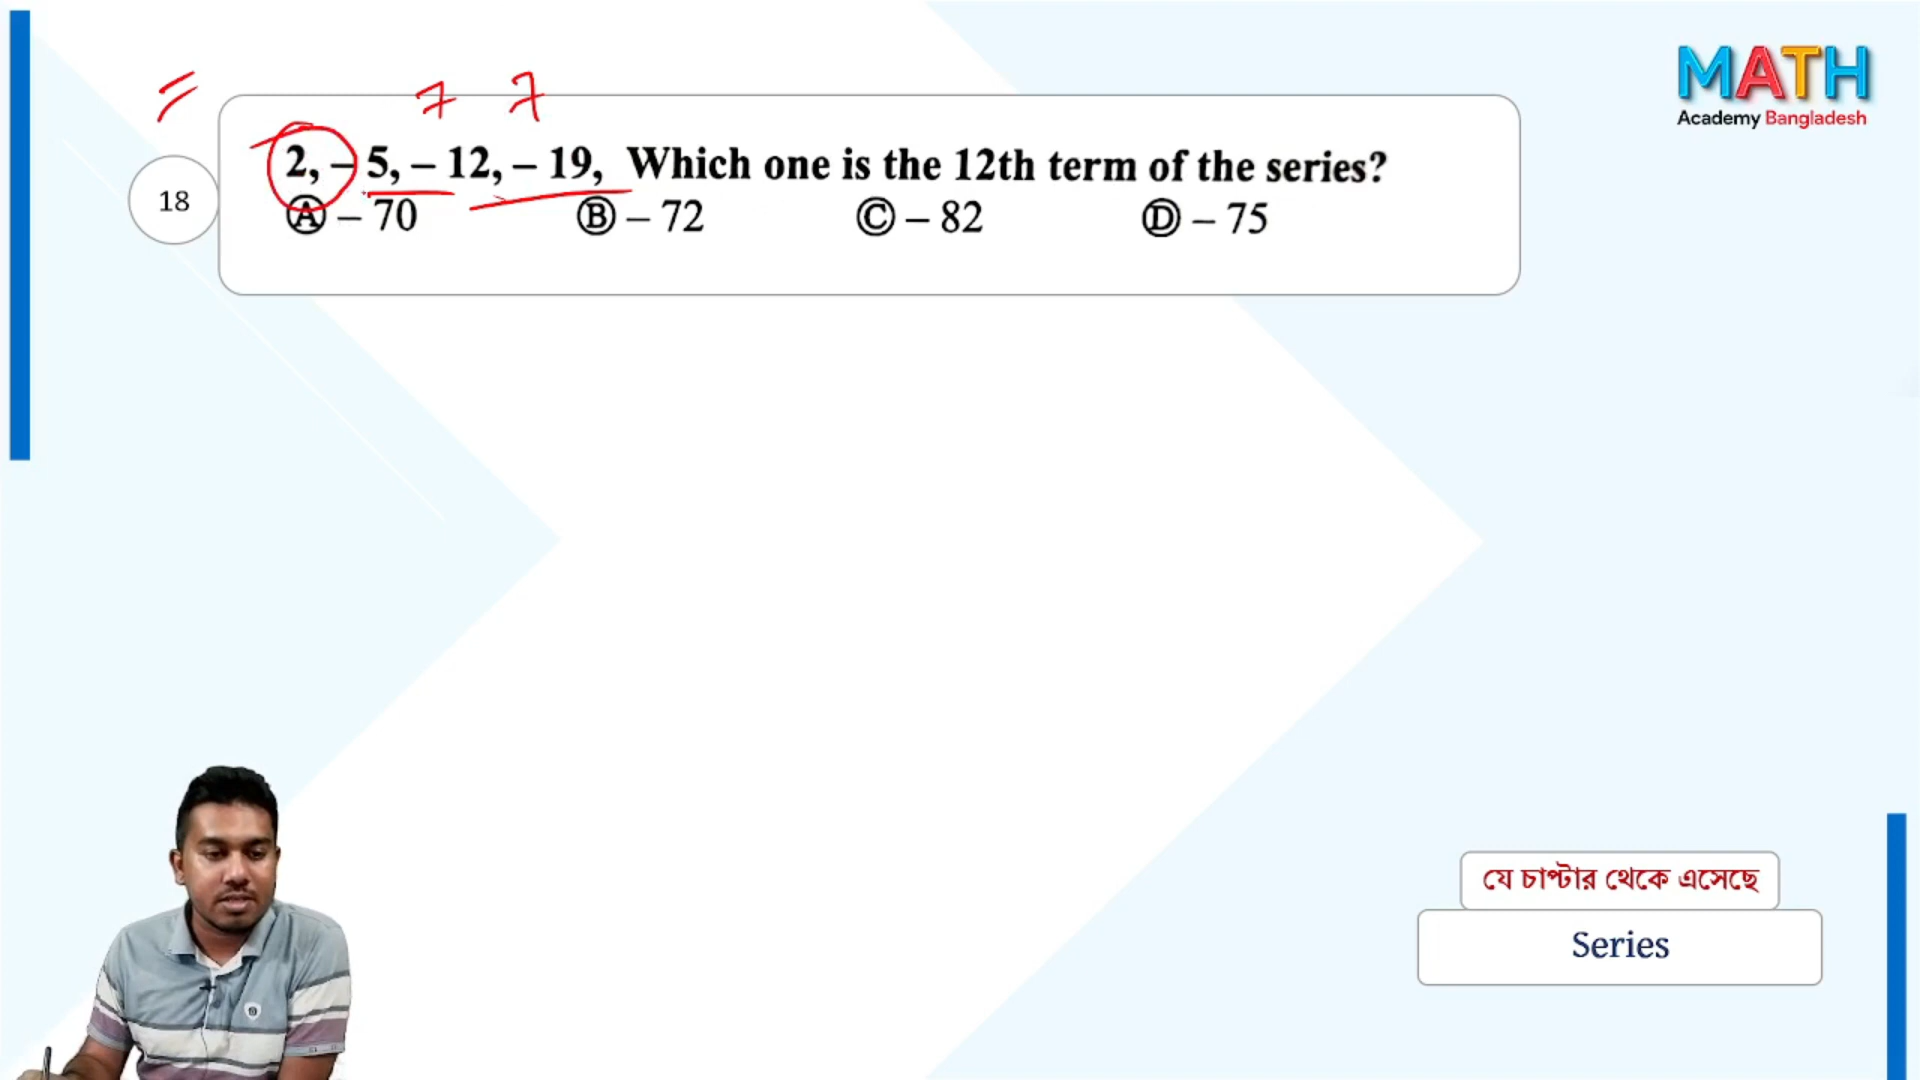 MATH
Academy Bangladesh
= 7 7
18
2, – 5, – 12, – 19, Which one is the 12th term of the series?
Ⓐ – 70 Ⓑ – 72 Ⓒ – 82 Ⓓ – 75
যে চাপ্টার থেকে এসেছে
Series